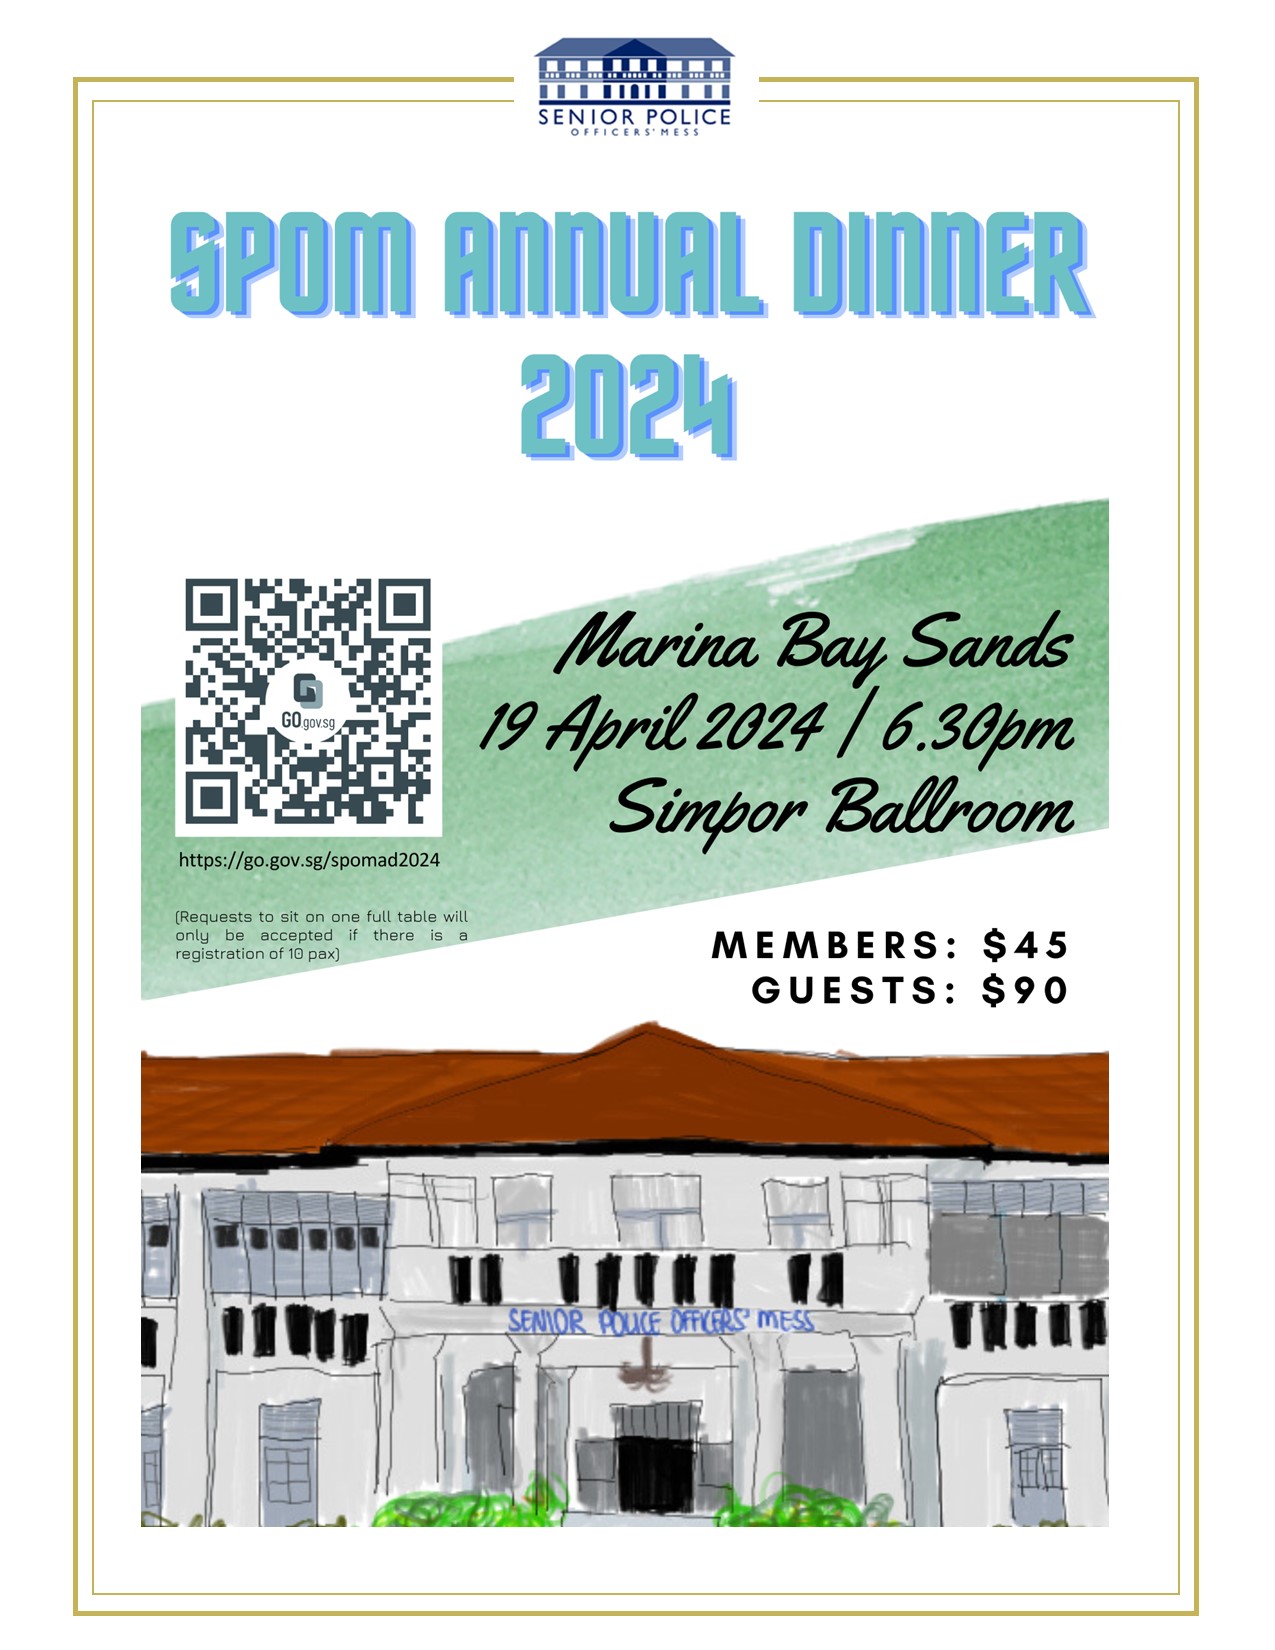 SENIOR POLICE
OFFICERS' MESS
SPOM ANNUAL DINNER
2024
GO.gov.sg
Marina Bay Sands
19 April 2024 | 6.30pm
Simpor Ballroom
https://go.gov.sg/spomad2024
(Requests to sit on one full table will
only be accepted if there is a
registration of 10 pax)
MEMBERS: $45
GUESTS: $90
SENIOR POLICE OFFICERS' MESS